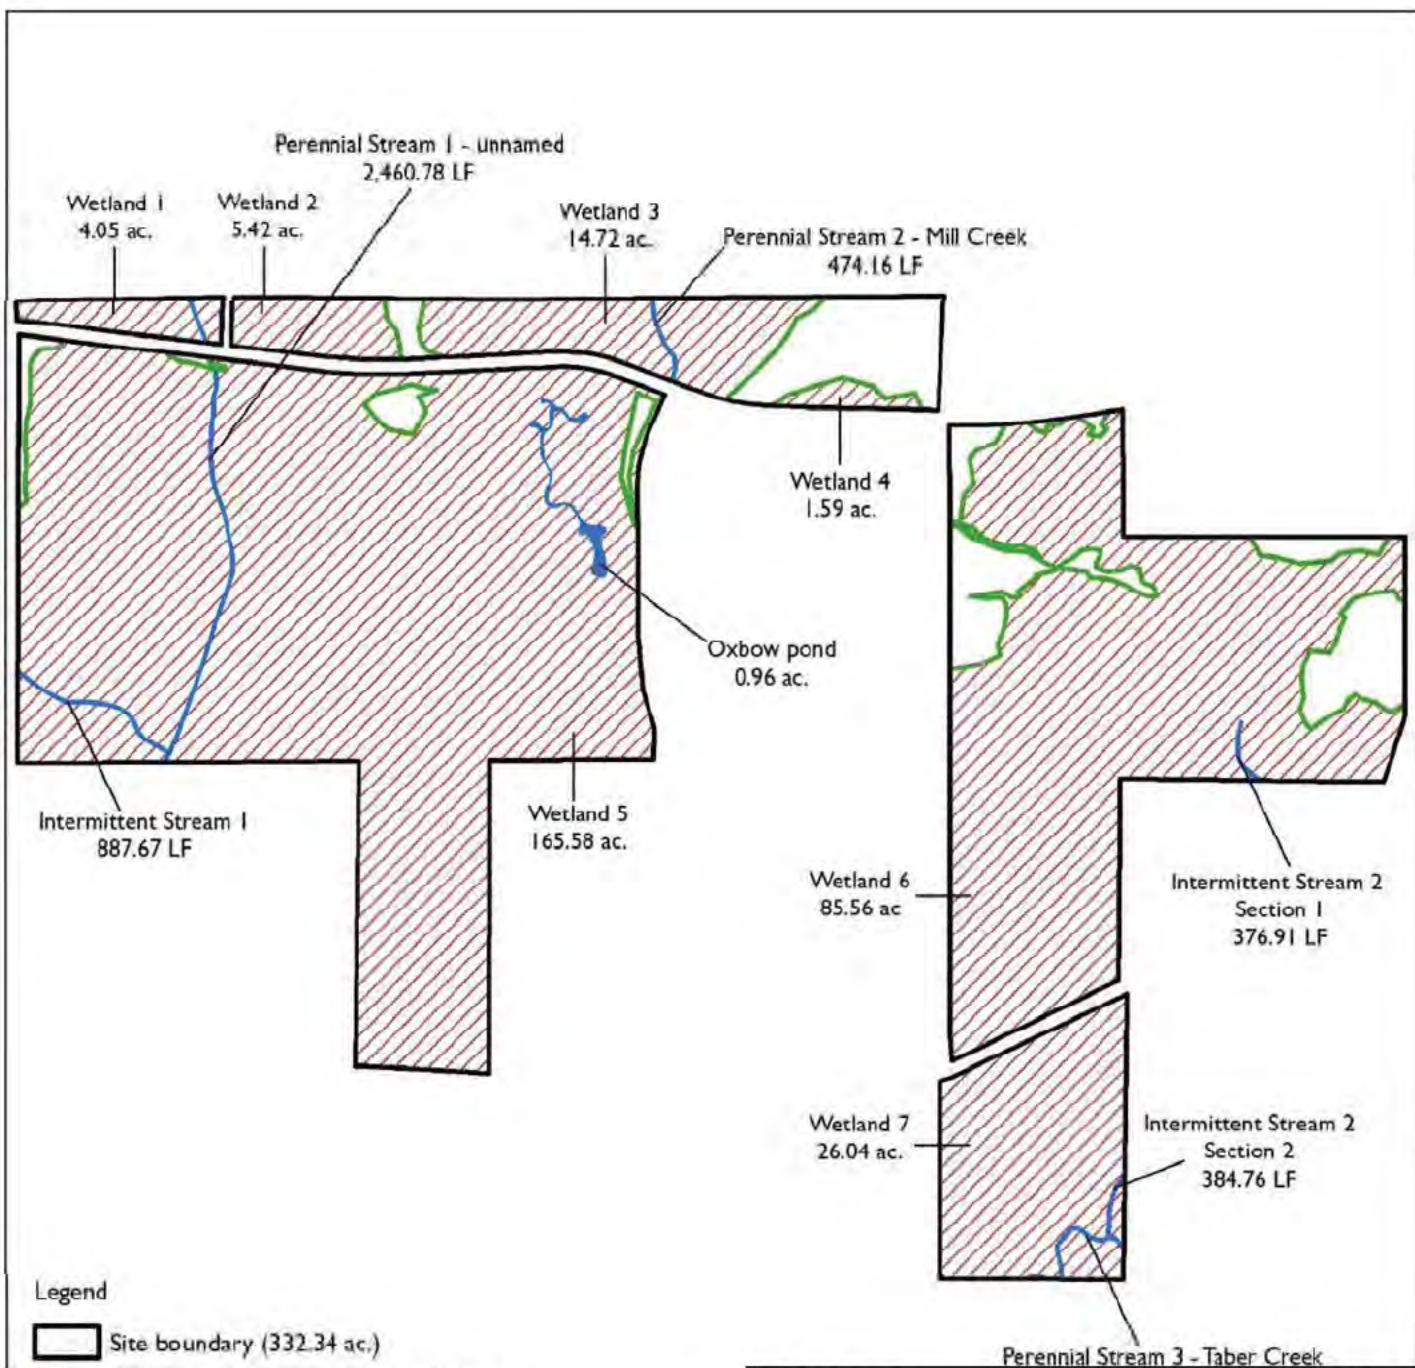 Perennial Stream 1 - unnamed
2,460.78 LF
Wetland 1
4.05 ac.
Wetland 2
5.42 ac.
Wetland 3
14.72 ac.
Perennial Stream 2 - Mill Creek
474.16 LF
Wetland 4
1.59 ac.
Oxbow pond
0.96 ac.
Intermittent Stream 1
887.67 LF
Wetland 5
165.58 ac.
Wetland 6
85.56 ac
Intermittent Stream 2
Section 1
376.91 LF
Wetland 7
26.04 ac.
Intermittent Stream 2
Section 2
384.76 LF
Legend
Site boundary (332.34 ac.)
Perennial Stream 3 - Taber Creek